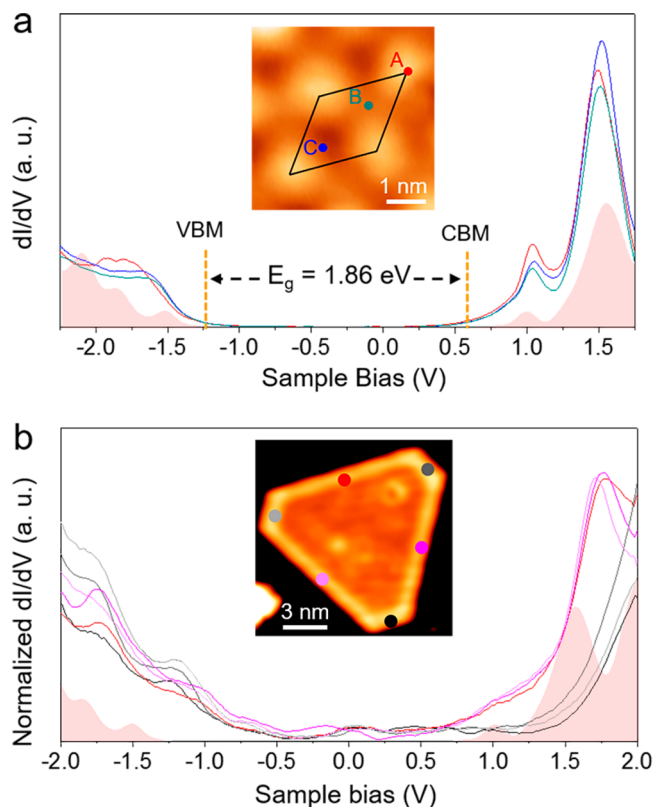 a
A
B
C
1 nm
VBM
CBM
E_g = 1.86 eV
dI/dV (a. u.)
-2.0 -1.5 -1.0 -0.5 0.0 0.5 1.0 1.5
Sample Bias (V)
b
3 nm
Normalized dI/dV (a. u.)
-2.0 -1.5 -1.0 -0.5 0.0 0.5 1.0 1.5 2.0
Sample bias (V)